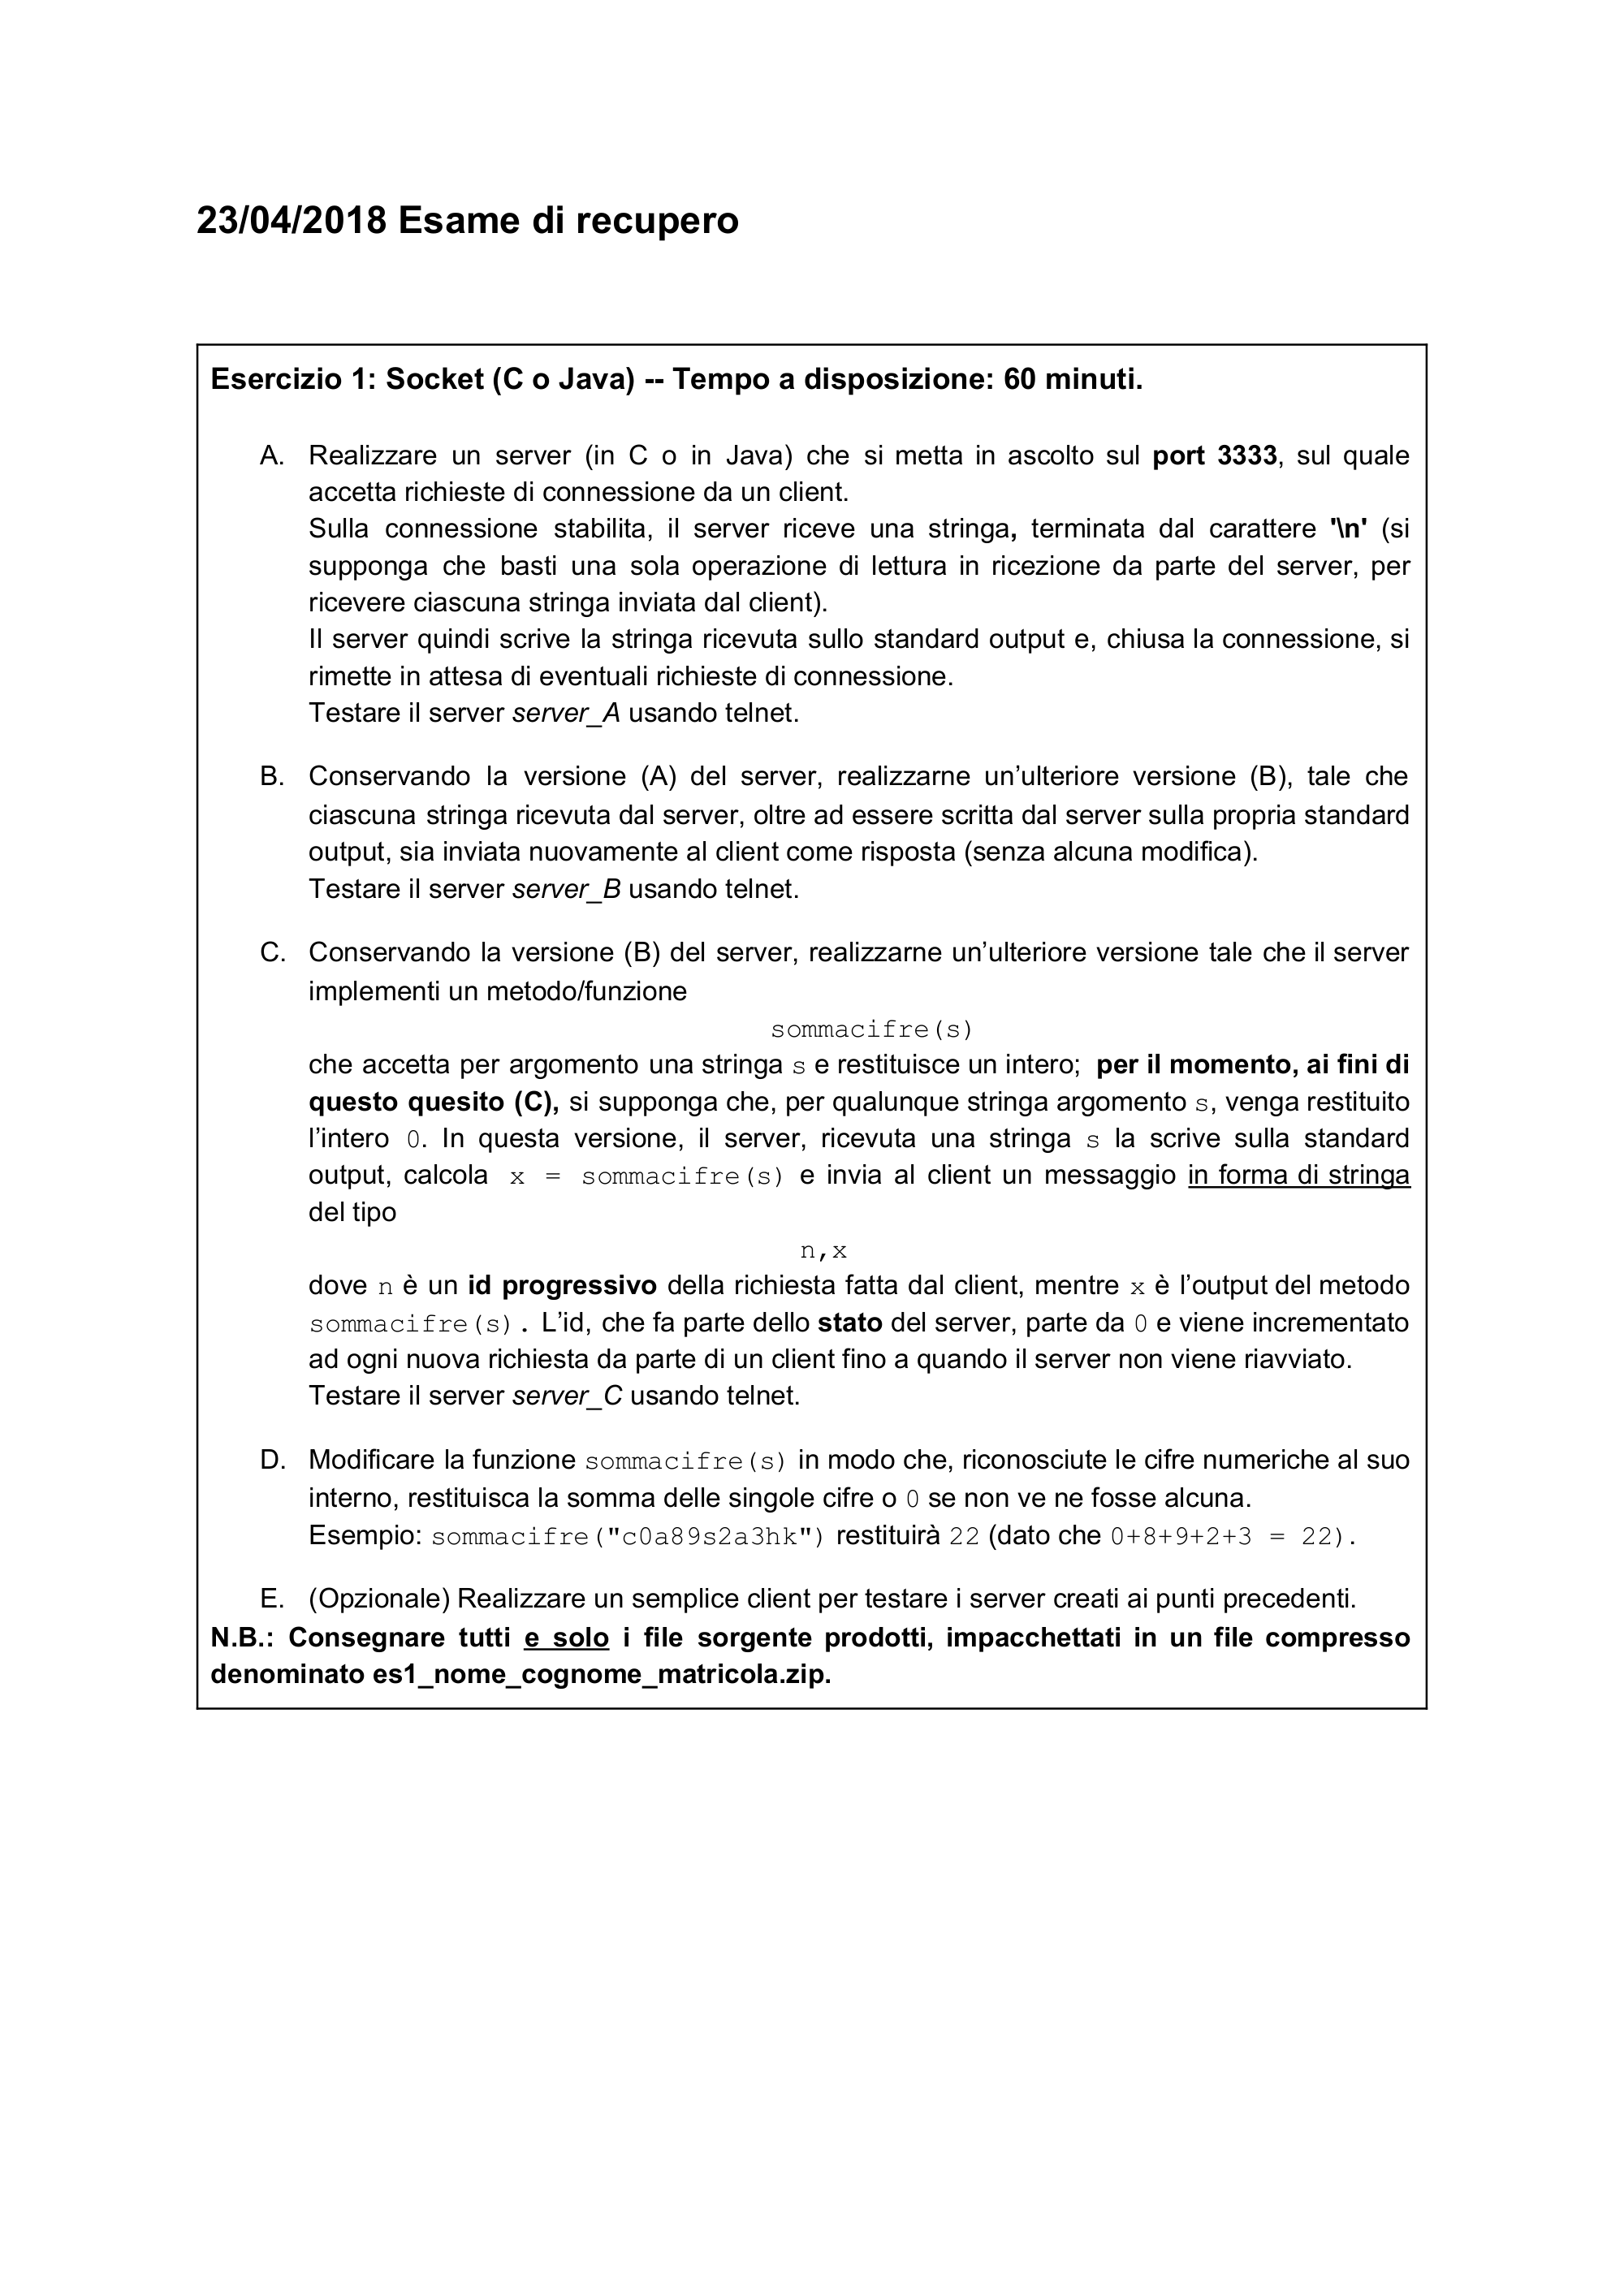 23/04/2018 Esame di recupero
Esercizio 1: Socket (C o Java) -- Tempo a disposizione: 60 minuti.
A. Realizzare un server (in C o in Java) che si metta in ascolto sul port 3333, sul quale
accetta richieste di connessione da un client.
Sulla connessione stabilita, il server riceve una stringa, terminata dal carattere '\n' (si
supponga che basti una sola operazione di lettura in ricezione da parte del server, per
ricevere ciascuna stringa inviata dal client).
Il server quindi scrive la stringa ricevuta sullo standard output e, chiusa la connessione, si
rimette in attesa di eventuali richieste di connessione.
Testare il server server_A usando telnet.
B. Conservando la versione (A) del server, realizzarne un’ulteriore versione (B), tale che
ciascuna stringa ricevuta dal server, oltre ad essere scritta dal server sulla propria standard
output, sia inviata nuovamente al client come risposta (senza alcuna modifica).
Testare il server server_B usando telnet.
C. Conservando la versione (B) del server, realizzarne un’ulteriore versione tale che il server
implementi un metodo/funzione
sommacifre(s)
che accetta per argomento una stringa s e restituisce un intero; per il momento, ai fini di
questo quesito (C), si supponga che, per qualunque stringa argomento s, venga restituito
l’intero 0. In questa versione, il server, ricevuta una stringa s la scrive sulla standard
output, calcola x = sommacifre(s) e invia al client un messaggio in forma di stringa
del tipo
n,x
dove n è un id progressivo della richiesta fatta dal client, mentre x è l’output del metodo
sommacifre(s). L’id, che fa parte dello stato del server, parte da 0 e viene incrementato
ad ogni nuova richiesta da parte di un client fino a quando il server non viene riavviato.
Testare il server server_C usando telnet.
D. Modificare la funzione sommacifre(s) in modo che, riconosciute le cifre numeriche al suo
interno, restituisca la somma delle singole cifre o 0 se non ve ne fosse alcuna.
Esempio: sommacifre("c0a89s2a3hk") restituirà 22 (dato che 0+8+9+2+3 = 22).
E. (Opzionale) Realizzare un semplice client per testare i server creati ai punti precedenti.
N.B.: Consegnare tutti e solo i file sorgente prodotti, impacchettati in un file compresso
denominato es1_nome_cognome_matricola.zip.